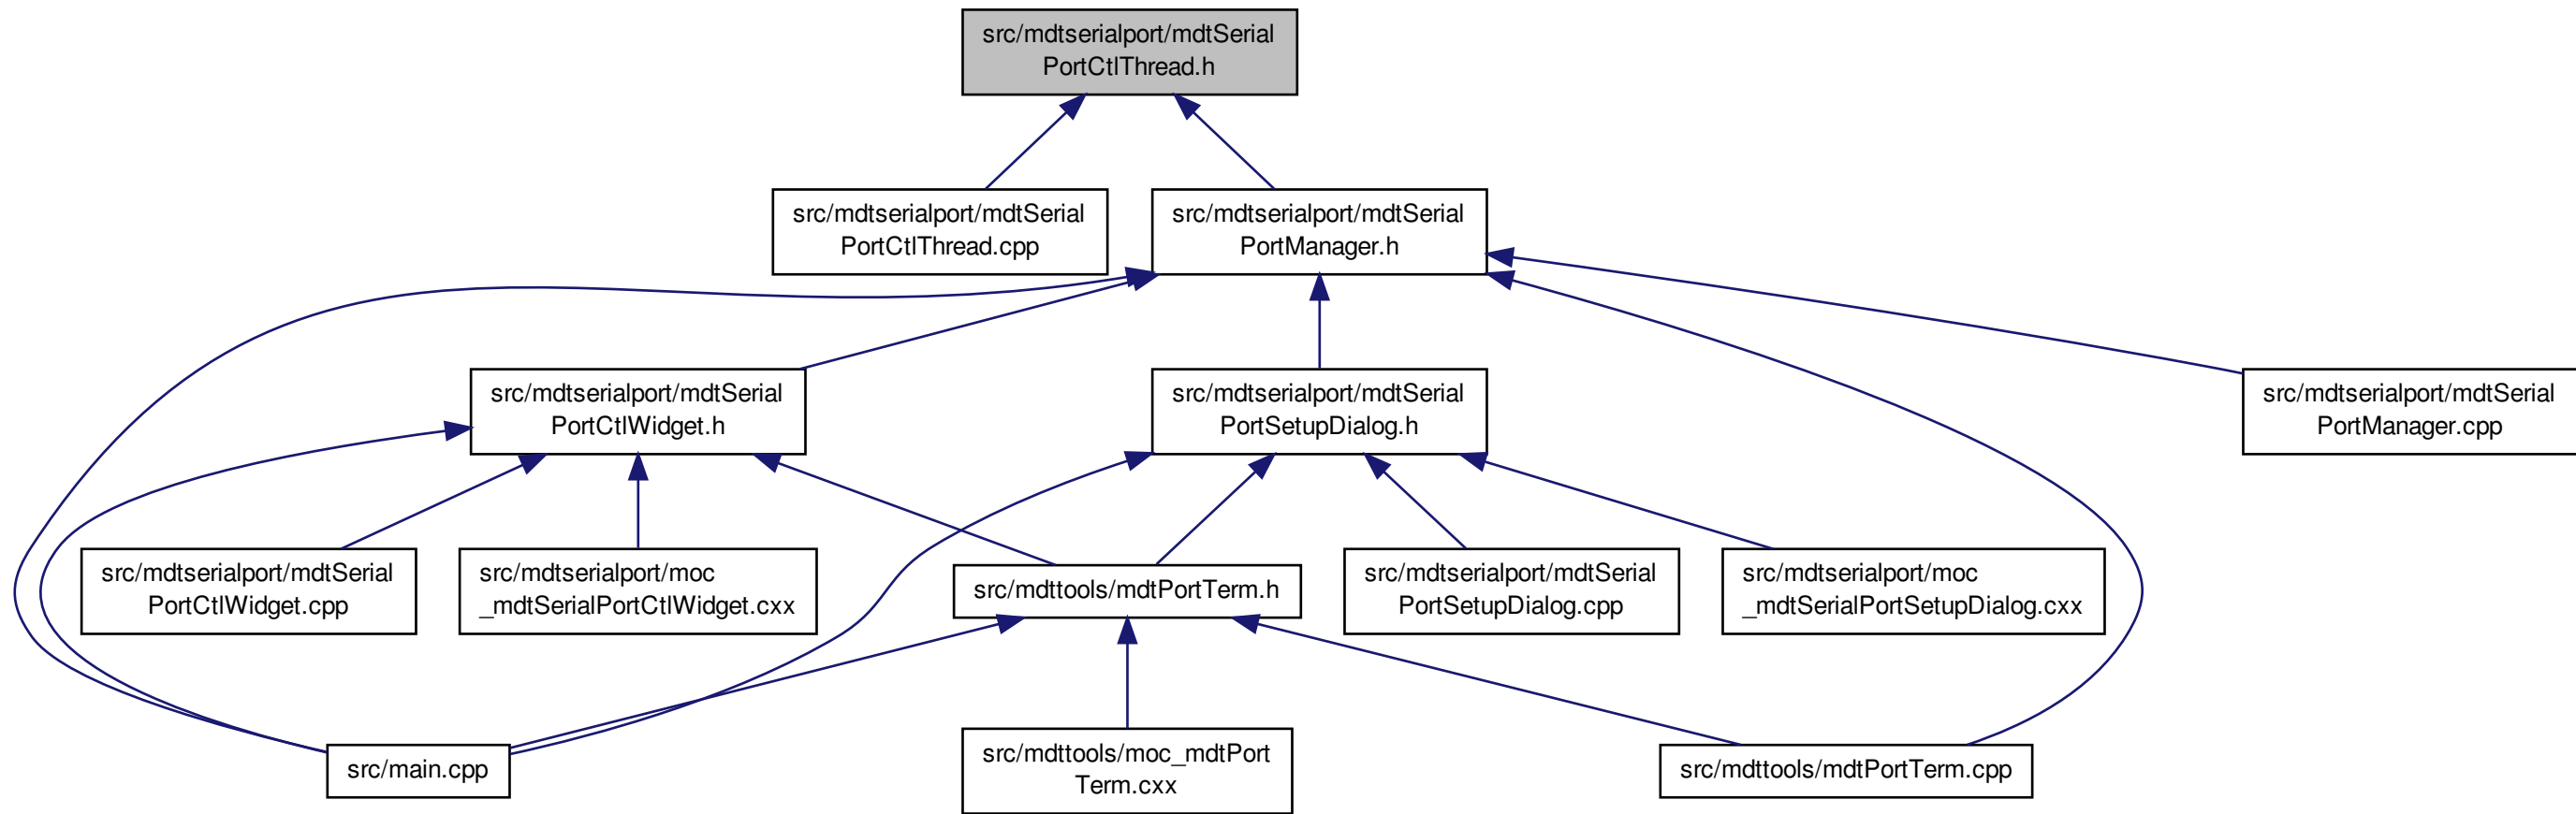 src/mdtserialport/mdtSerial
PortCtlThread.h
src/mdtserialport/mdtSerial
PortCtlThread.cpp
src/mdtserialport/mdtSerial
PortManager.h
src/mdtserialport/mdtSerial
PortCtlWidget.h
src/mdtserialport/mdtSerial
PortSetupDialog.h
src/mdtserialport/mdtSerial
PortManager.cpp
src/mdtserialport/mdtSerial
PortCtlWidget.cpp
src/mdtserialport/moc
_mdtSerialPortCtlWidget.cxx
src/mdttools/mdtPortTerm.h
src/mdtserialport/mdtSerial
PortSetupDialog.cpp
src/mdtserialport/moc
_mdtSerialPortSetupDialog.cxx
src/main.cpp
src/mdttools/moc_mdtPort
Term.cxx
src/mdttools/mdtPortTerm.cpp